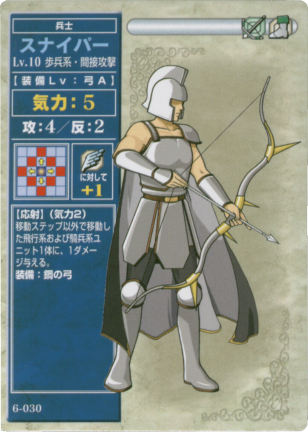 兵士
スナイパー
Lv.10 歩兵系・間接攻撃
【装備Lv:弓A】
気力:5
攻:4/反:2
に対して
+1
【応射】(気力2)
移動ステップ以外で移動し
た飛行系および騎兵系ユ
ニット1体に、1ダメー
ジ与える。
装備:鋼の弓
6-030